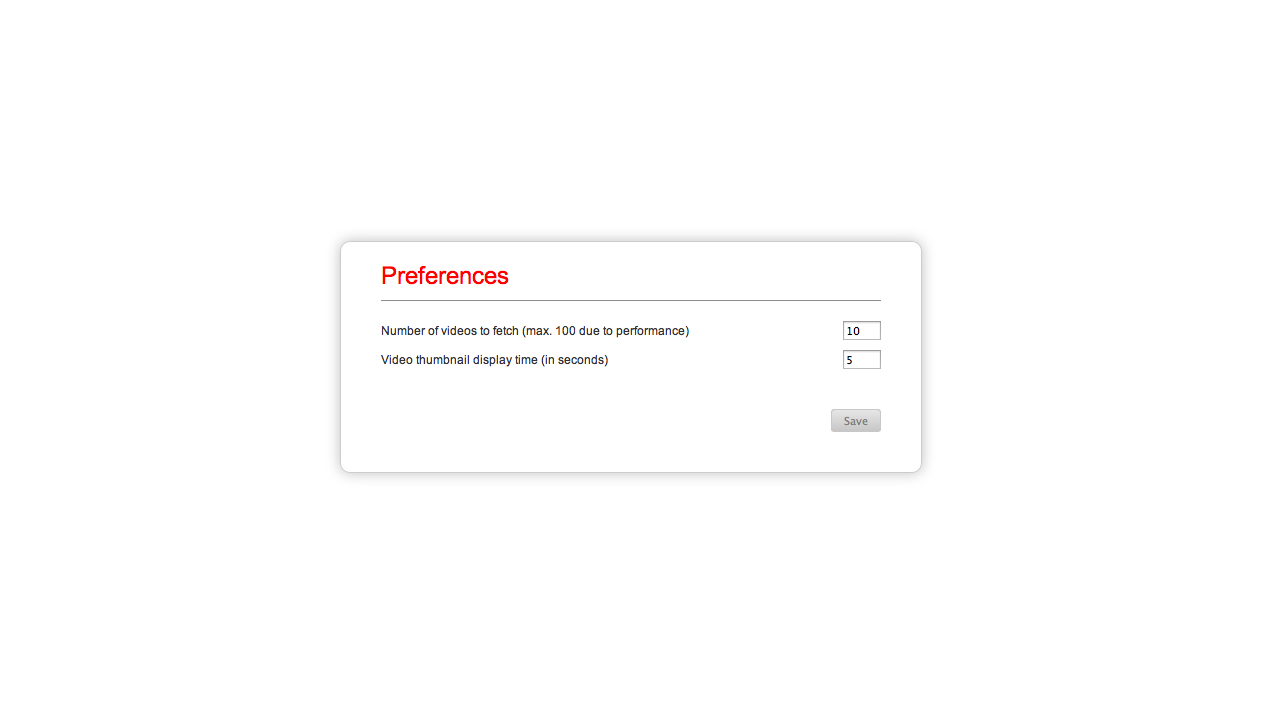 Preferences
Number of videos to fetch (max. 100 due to performance) 10
Video thumbnail display time (in seconds) 5
Save